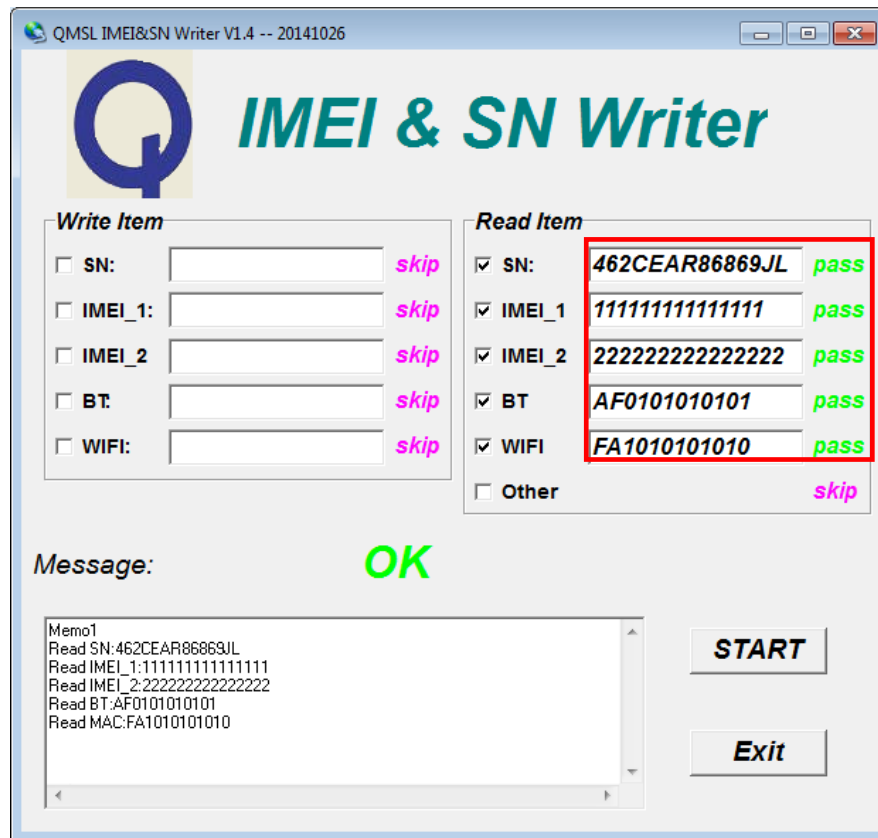 QMSL IMEI&SN Writer V1.4 -- 20141026
IMEI & SN Writer
Write Item
SN: skip
IMEI_1: skip
IMEI_2 skip
BT: skip
WIFI: skip
Read Item
SN: 462CEAR86869JL pass
IMEI_1 111111111111111 pass
IMEI_2 222222222222222 pass
BT AF0101010101 pass
WIFI FA1010101010 pass
Other skip
Message: OK
Memo1
Read SN:462CEAR86869JL
Read IMEI_1:111111111111111
Read IMEI_2:222222222222222
Read BT:AF0101010101
Read MAC:FA1010101010
START
Exit